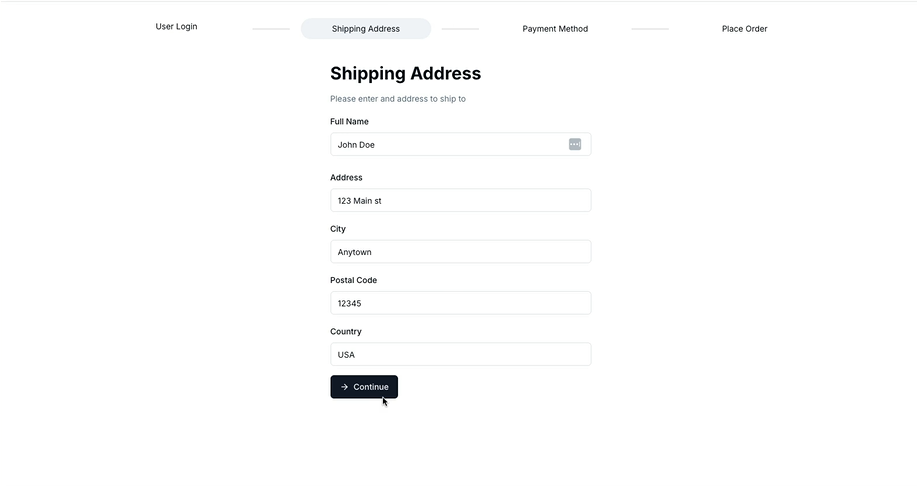 User Login
Shipping Address
Payment Method
Place Order
Shipping Address
Please enter and address to ship to
Full Name
John Doe
Address
123 Main st
City
Anytown
Postal Code
12345
Country
USA
Continue